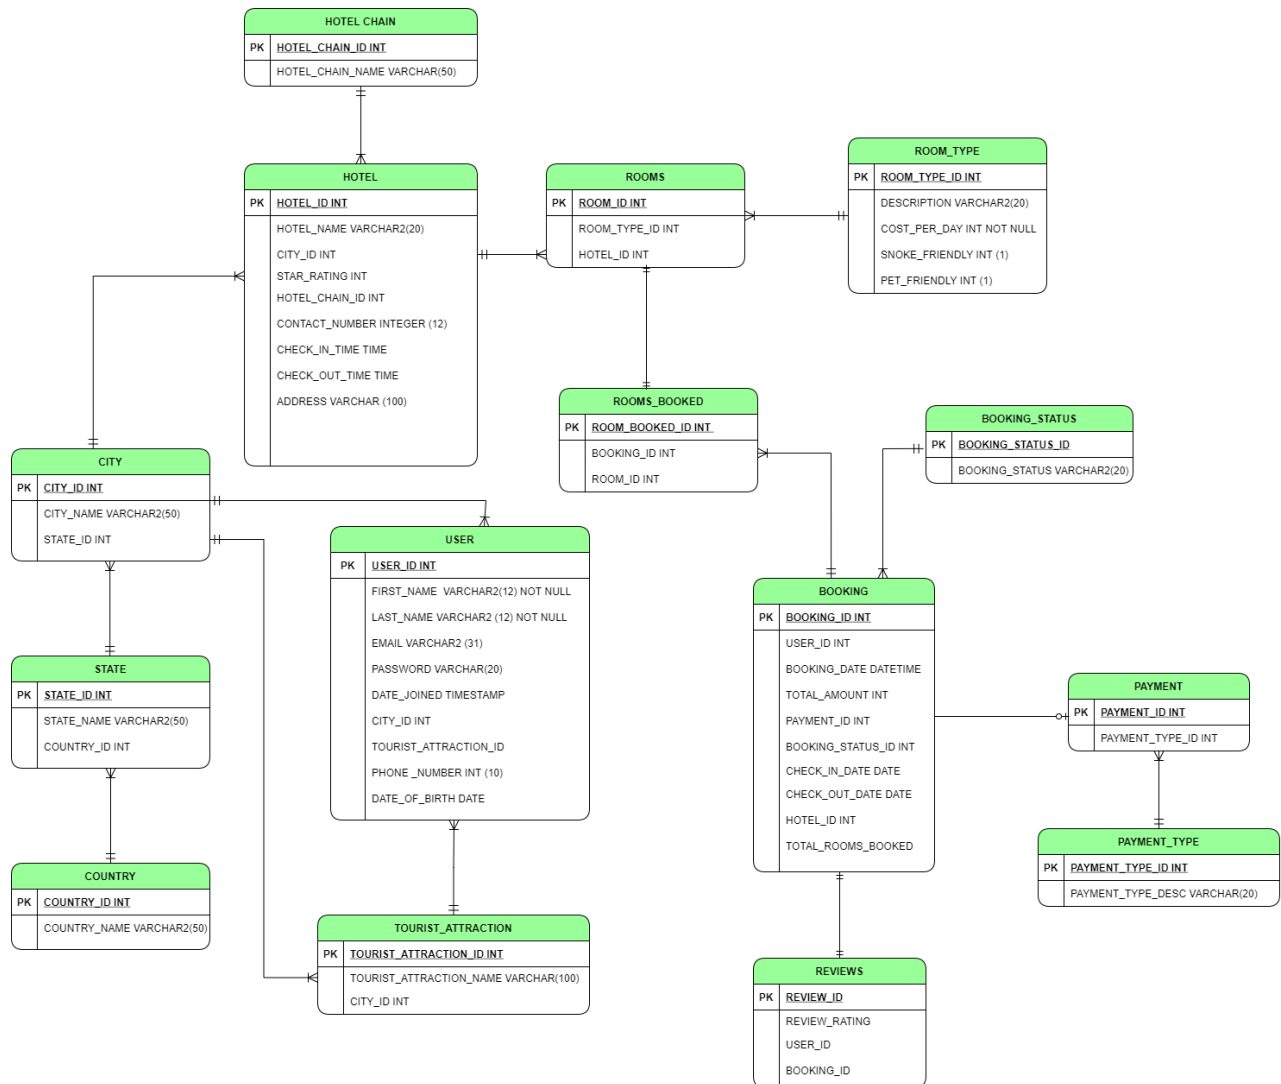 HOTEL CHAIN
PK HOTEL_CHAIN_ID INT
HOTEL_CHAIN_NAME VARCHAR(50)
HOTEL
PK HOTEL_ID INT
HOTEL_NAME VARCHAR2(20)
CITY_ID INT
STAR_RATING INT
HOTEL_CHAIN_ID INT
CONTACT_NUMBER INTEGER (12)
CHECK_IN_TIME TIME
CHECK_OUT_TIME TIME
ADDRESS VARCHAR (100)
ROOMS
PK ROOM_ID INT
ROOM_TYPE_ID INT
HOTEL_ID INT
ROOM_TYPE
PK ROOM_TYPE_ID INT
DESCRIPTION VARCHAR2(20)
COST_PER_DAY INT NOT NULL
SNOKE_FRIENDLY INT (1)
PET_FRIENDLY INT (1)
ROOMS_BOOKED
PK ROOM_BOOKED_ID INT
BOOKING_ID INT
ROOM_ID INT
BOOKING_STATUS
PK BOOKING_STATUS_ID
BOOKING_STATUS VARCHAR2(20)
CITY
PK CITY_ID INT
CITY_NAME VARCHAR2(50)
STATE_ID INT
USER
PK USER_ID INT
FIRST_NAME VARCHAR2(12) NOT NULL
LAST_NAME VARCHAR2 (12) NOT NULL
EMAIL VARCHAR2 (31)
PASSWORD VARCHAR(20)
DATE_JOINED TIMESTAMP
CITY_ID INT
TOURIST_ATTRACTION_ID
PHONE _NUMBER INT (10)
DATE_OF_BIRTH DATE
BOOKING
PK BOOKING_ID INT
USER_ID INT
BOOKING_DATE DATETIME
TOTAL_AMOUNT INT
PAYMENT_ID INT
BOOKING_STATUS_ID INT
CHECK_IN_DATE DATE
CHECK_OUT_DATE DATE
HOTEL_ID INT
TOTAL_ROOMS_BOOKED
STATE
PK STATE_ID INT
STATE_NAME VARCHAR2(50)
COUNTRY_ID INT
PAYMENT
PK PAYMENT_ID INT
PAYMENT_TYPE_ID INT
PAYMENT_TYPE
PK PAYMENT_TYPE_ID INT
PAYMENT_TYPE_DESC VARCHAR(20)
COUNTRY
PK COUNTRY_ID INT
COUNTRY_NAME VARCHAR2(50)
TOURIST_ATTRACTION
PK TOURIST_ATTRACTION_ID INT
TOURIST_ATTRACTION_NAME VARCHAR(100)
CITY_ID INT
REVIEWS
PK REVIEW_ID
REVIEW_RATING
USER_ID
BOOKING_ID